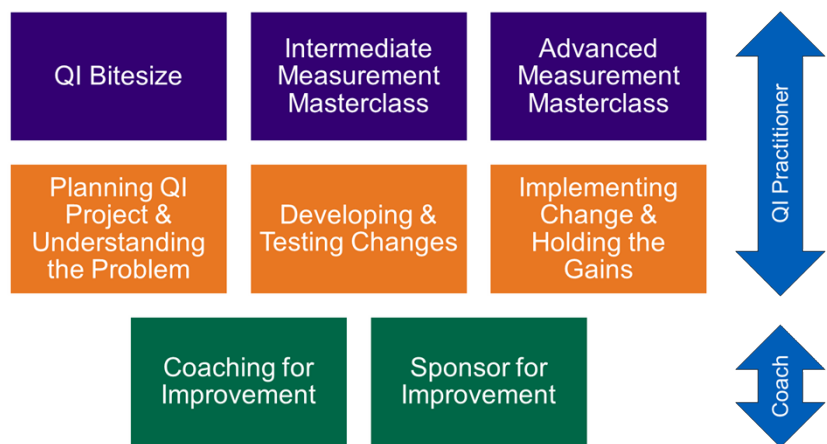 QI Bitesize
Intermediate
Measurement
Masterclass
Advanced
Measurement
Masterclass
QI Practitioner
Planning QI
Project &
Understanding
the Problem
Developing &
Testing Changes
Implementing
Change &
Holding the
Gains
Coaching for
Improvement
Sponsor for
Improvement
Coach